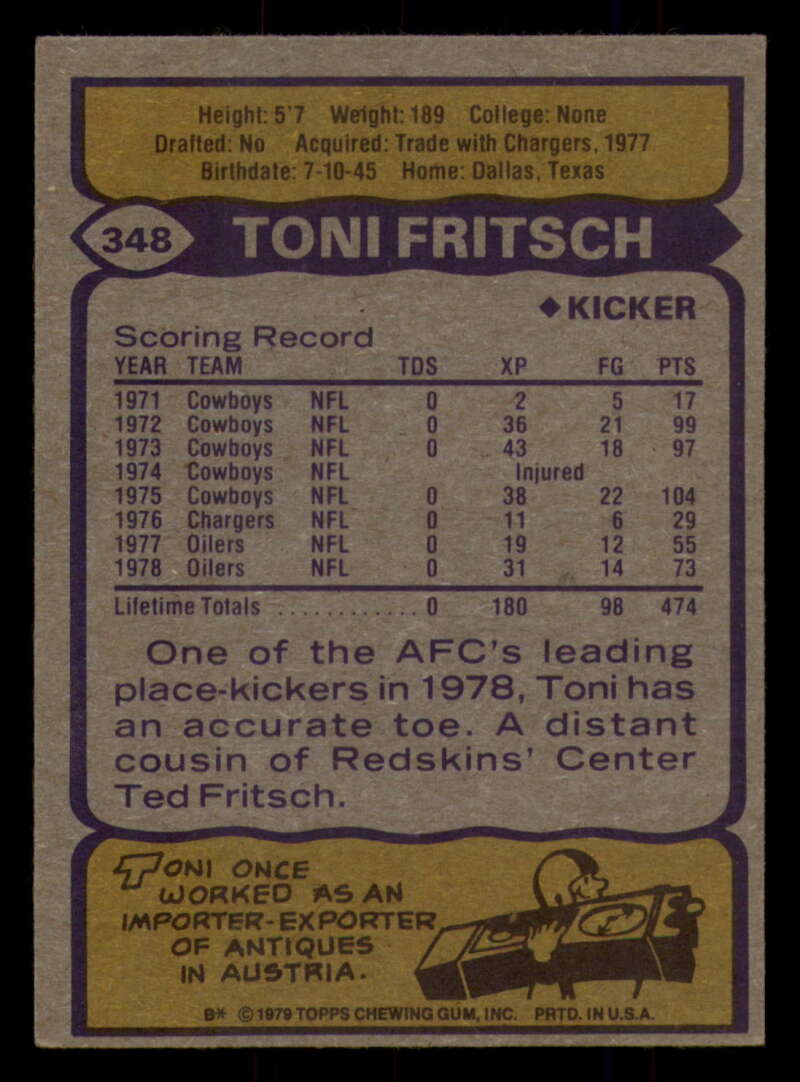 Height: 5'7 Weight: 189 College: None
Drafted: No Acquired: Trade with Chargers, 1977
Birthdate: 7-10-45 Home: Dallas, Texas
348 TONI FRITSCH
◆ KICKER
Scoring Record
YEAR TEAM TDS XP FG PTS
1971 Cowboys NFL 0 2 5 17
1972 Cowboys NFL 0 36 21 99
1973 Cowboys NFL 0 43 18 97
1974 Cowboys NFL Injured
1975 Cowboys NFL 0 38 22 104
1976 Chargers NFL 0 11 6 29
1977 Oilers NFL 0 19 12 55
1978 Oilers NFL 0 31 14 73
Lifetime Totals ............ 0 180 98 474
One of the AFC's leading
place-kickers in 1978, Toni has
an accurate toe. A distant
cousin of Redskins' Center
Ted Fritsch.
TONI ONCE
WORKED AS AN
IMPORTER-EXPORTER
OF ANTIQUES
IN AUSTRIA.
B* © 1979 TOPPS CHEWING GUM, INC. PRTD. IN U.S.A.